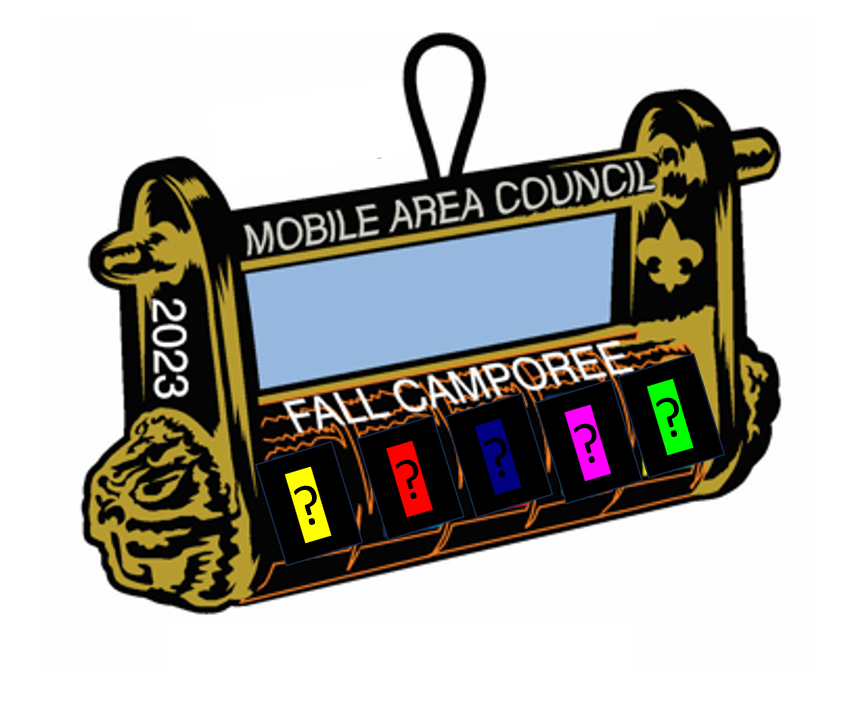 MOBILE AREA COUNCIL
2023
FALL CAMPOREE
? ? ? ? ?